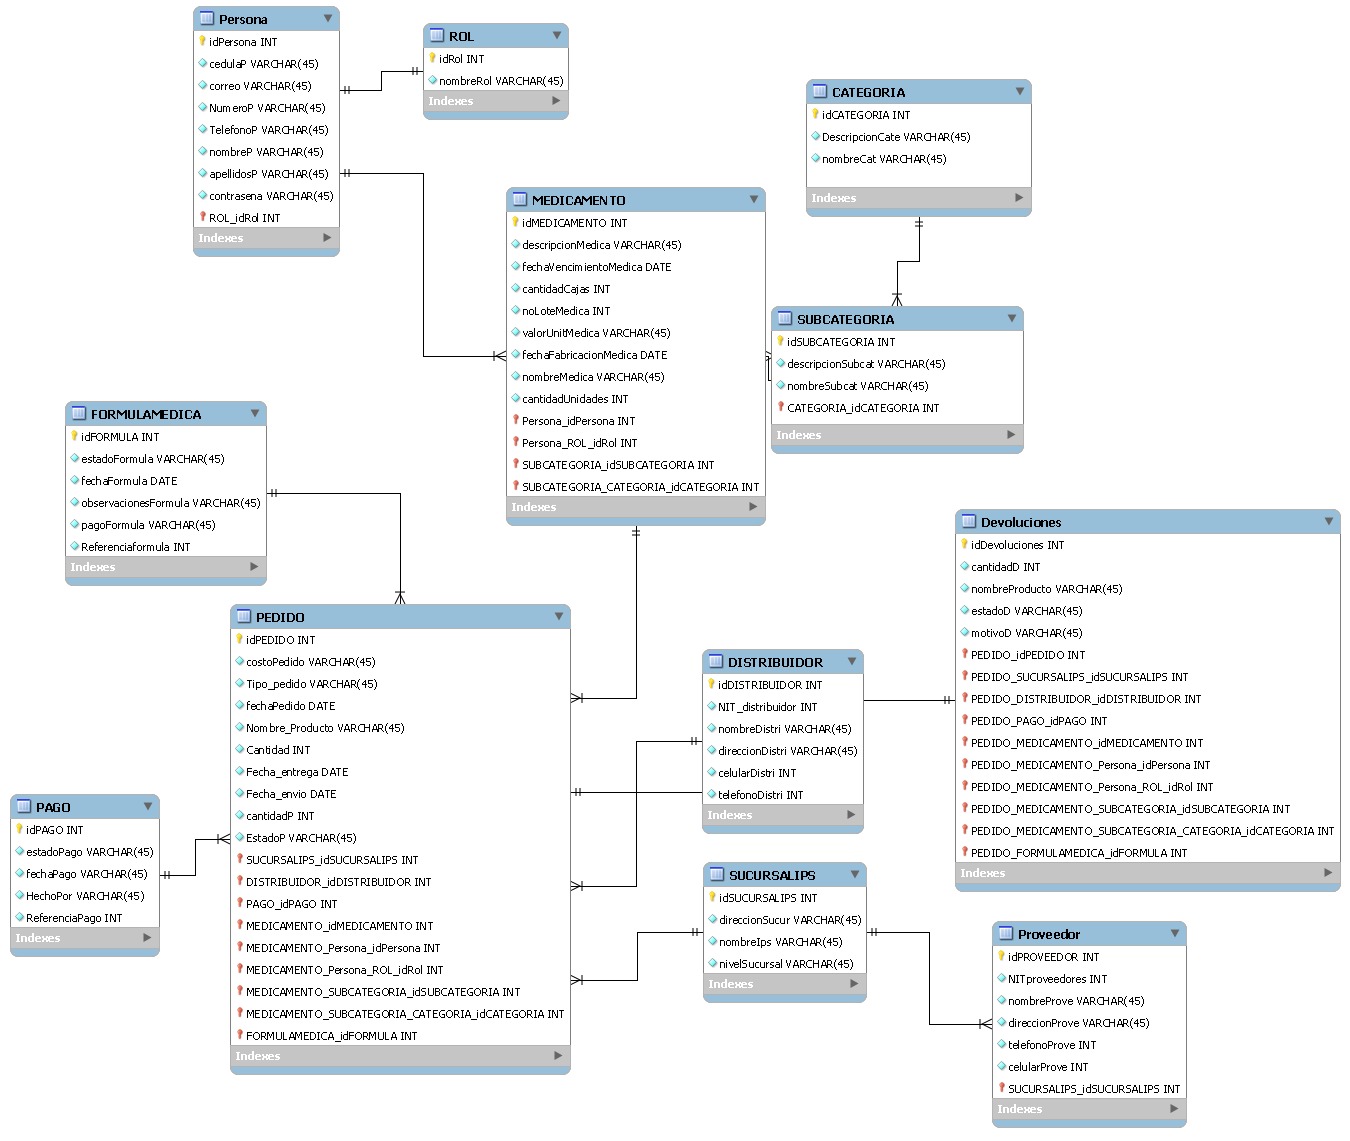 Persona
idPersona INT
cedulaP VARCHAR(45)
correo VARCHAR(45)
NumeroP VARCHAR(45)
TelefonoP VARCHAR(45)
nombreP VARCHAR(45)
apellidosP VARCHAR(45)
contrasena VARCHAR(45)
ROL_idRol INT
Indexes
ROL
idRol INT
nombreRol VARCHAR(45)
Indexes
CATEGORIA
idCATEGORIA INT
DescripcionCate VARCHAR(45)
nombreCat VARCHAR(45)
Indexes
MEDICAMENTO
idMEDICAMENTO INT
descripcionMedica VARCHAR(45)
fechaVencimientoMedica DATE
cantidadCajas INT
noLoteMedica INT
valorUnitMedica VARCHAR(45)
fechaFabricacionMedica DATE
nombreMedica VARCHAR(45)
cantidadUnidades INT
Persona_idPersona INT
Persona_ROL_idRol INT
SUBCATEGORIA_idSUBCATEGORIA INT
SUBCATEGORIA_CATEGORIA_idCATEGORIA INT
Indexes
SUBCATEGORIA
idSUBCATEGORIA INT
descripcionSubcat VARCHAR(45)
nombreSubcat VARCHAR(45)
CATEGORIA_idCATEGORIA INT
Indexes
FORMULAMEDICA
idFORMULA INT
estadoFormula VARCHAR(45)
fechaFormula DATE
observacionesFormula VARCHAR(45)
pagoFormula VARCHAR(45)
Referenciaformula INT
Indexes
Devoluciones
idDevoluciones INT
cantidadD INT
nombreProducto VARCHAR(45)
estadoD VARCHAR(45)
motivoD VARCHAR(45)
PEDIDO_idPEDIDO INT
PEDIDO_SUCURSALIPS_idSUCURSALIPS INT
PEDIDO_DISTRIBUIDOR_idDISTRIBUIDOR INT
PEDIDO_PAGO_idPAGO INT
PEDIDO_MEDICAMENTO_idMEDICAMENTO INT
PEDIDO_MEDICAMENTO_Persona_idPersona INT
PEDIDO_MEDICAMENTO_Persona_ROL_idRol INT
PEDIDO_MEDICAMENTO_SUBCATEGORIA_idSUBCATEGORIA INT
PEDIDO_MEDICAMENTO_SUBCATEGORIA_CATEGORIA_idCATEGORIA INT
PEDIDO_FORMULAMEDICA_idFORMULA INT
Indexes
PEDIDO
idPEDIDO INT
costoPedido VARCHAR(45)
Tipo_pedido VARCHAR(45)
fechaPedido DATE
Nombre_Producto VARCHAR(45)
Cantidad INT
Fecha_entrega DATE
Fecha_envio DATE
cantidadP INT
EstadoP VARCHAR(45)
SUCURSALIPS_idSUCURSALIPS INT
DISTRIBUIDOR_idDISTRIBUIDOR INT
PAGO_idPAGO INT
MEDICAMENTO_idMEDICAMENTO INT
MEDICAMENTO_Persona_idPersona INT
MEDICAMENTO_Persona_ROL_idRol INT
MEDICAMENTO_SUBCATEGORIA_idSUBCATEGORIA INT
MEDICAMENTO_SUBCATEGORIA_CATEGORIA_idCATEGORIA INT
FORMULAMEDICA_idFORMULA INT
Indexes
DISTRIBUIDOR
idDISTRIBUIDOR INT
NIT_distribuidor INT
nombreDistri VARCHAR(45)
direccionDistri VARCHAR(45)
celularDistri INT
telefonoDistri INT
Indexes
PAGO
idPAGO INT
estadoPago VARCHAR(45)
fechaPago VARCHAR(45)
HechoPor VARCHAR(45)
ReferenciaPago INT
Indexes
SUCURSALIPS
idSUCURSALIPS INT
direccionSucur VARCHAR(45)
nombreIps VARCHAR(45)
nivelSucursal VARCHAR(45)
Indexes
Proveedor
idPROVEEDOR INT
NITproveedores INT
nombreProve VARCHAR(45)
direccionProve VARCHAR(45)
telefonoProve INT
celularProve INT
SUCURSALIPS_idSUCURSALIPS INT
Indexes